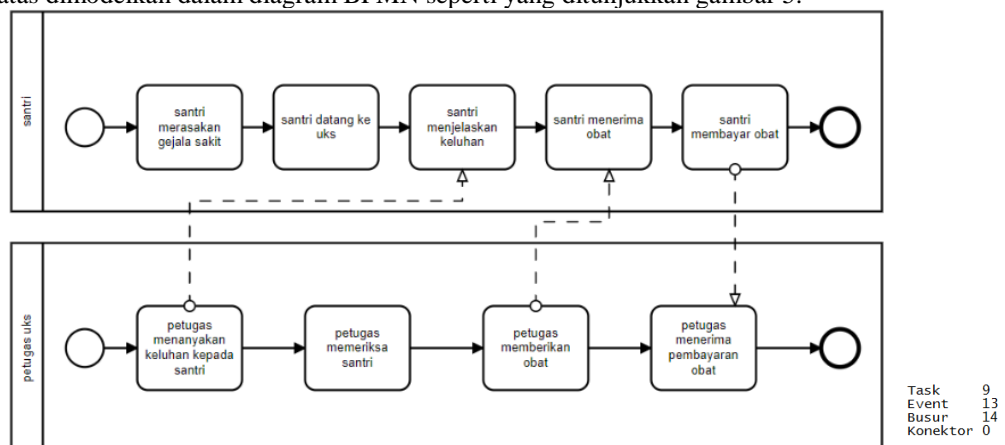 atas dimodelkan dalam diagram BPMN seperti yang ditunjukkan gambar 3.
santri
santri
merasakan
gejala sakit
santri datang ke
uks
santri
menjelaskan
keluhan
santri menerima
obat
santri
membayar obat
petugas uks
petugas
menanyakan
keluhan kepada
santri
petugas
memeriksa
santri
petugas
memberikan
obat
petugas
menerima
pembayaran
obat
Task 9
Event 13
Busur 14
Konektor 0